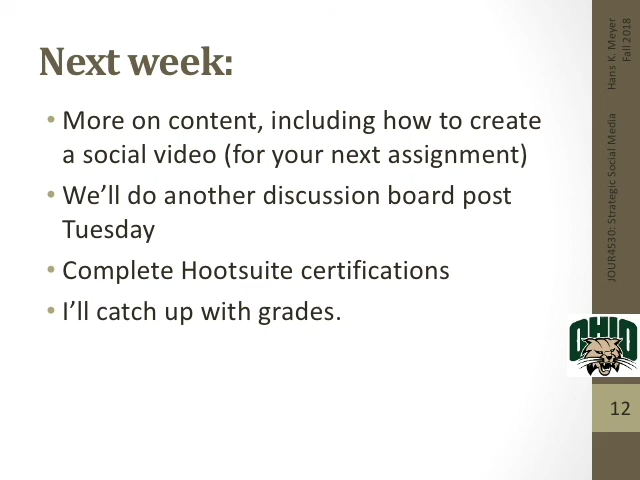 Next week:
• More on content, including how to create
a social video (for your next assignment)
• We'll do another discussion board post
Tuesday
• Complete Hootsuite certifications
• I'll catch up with grades.
JOUR4530: Strategic Social Media Hans K. Meyer
Fall 2018
OHIO
12